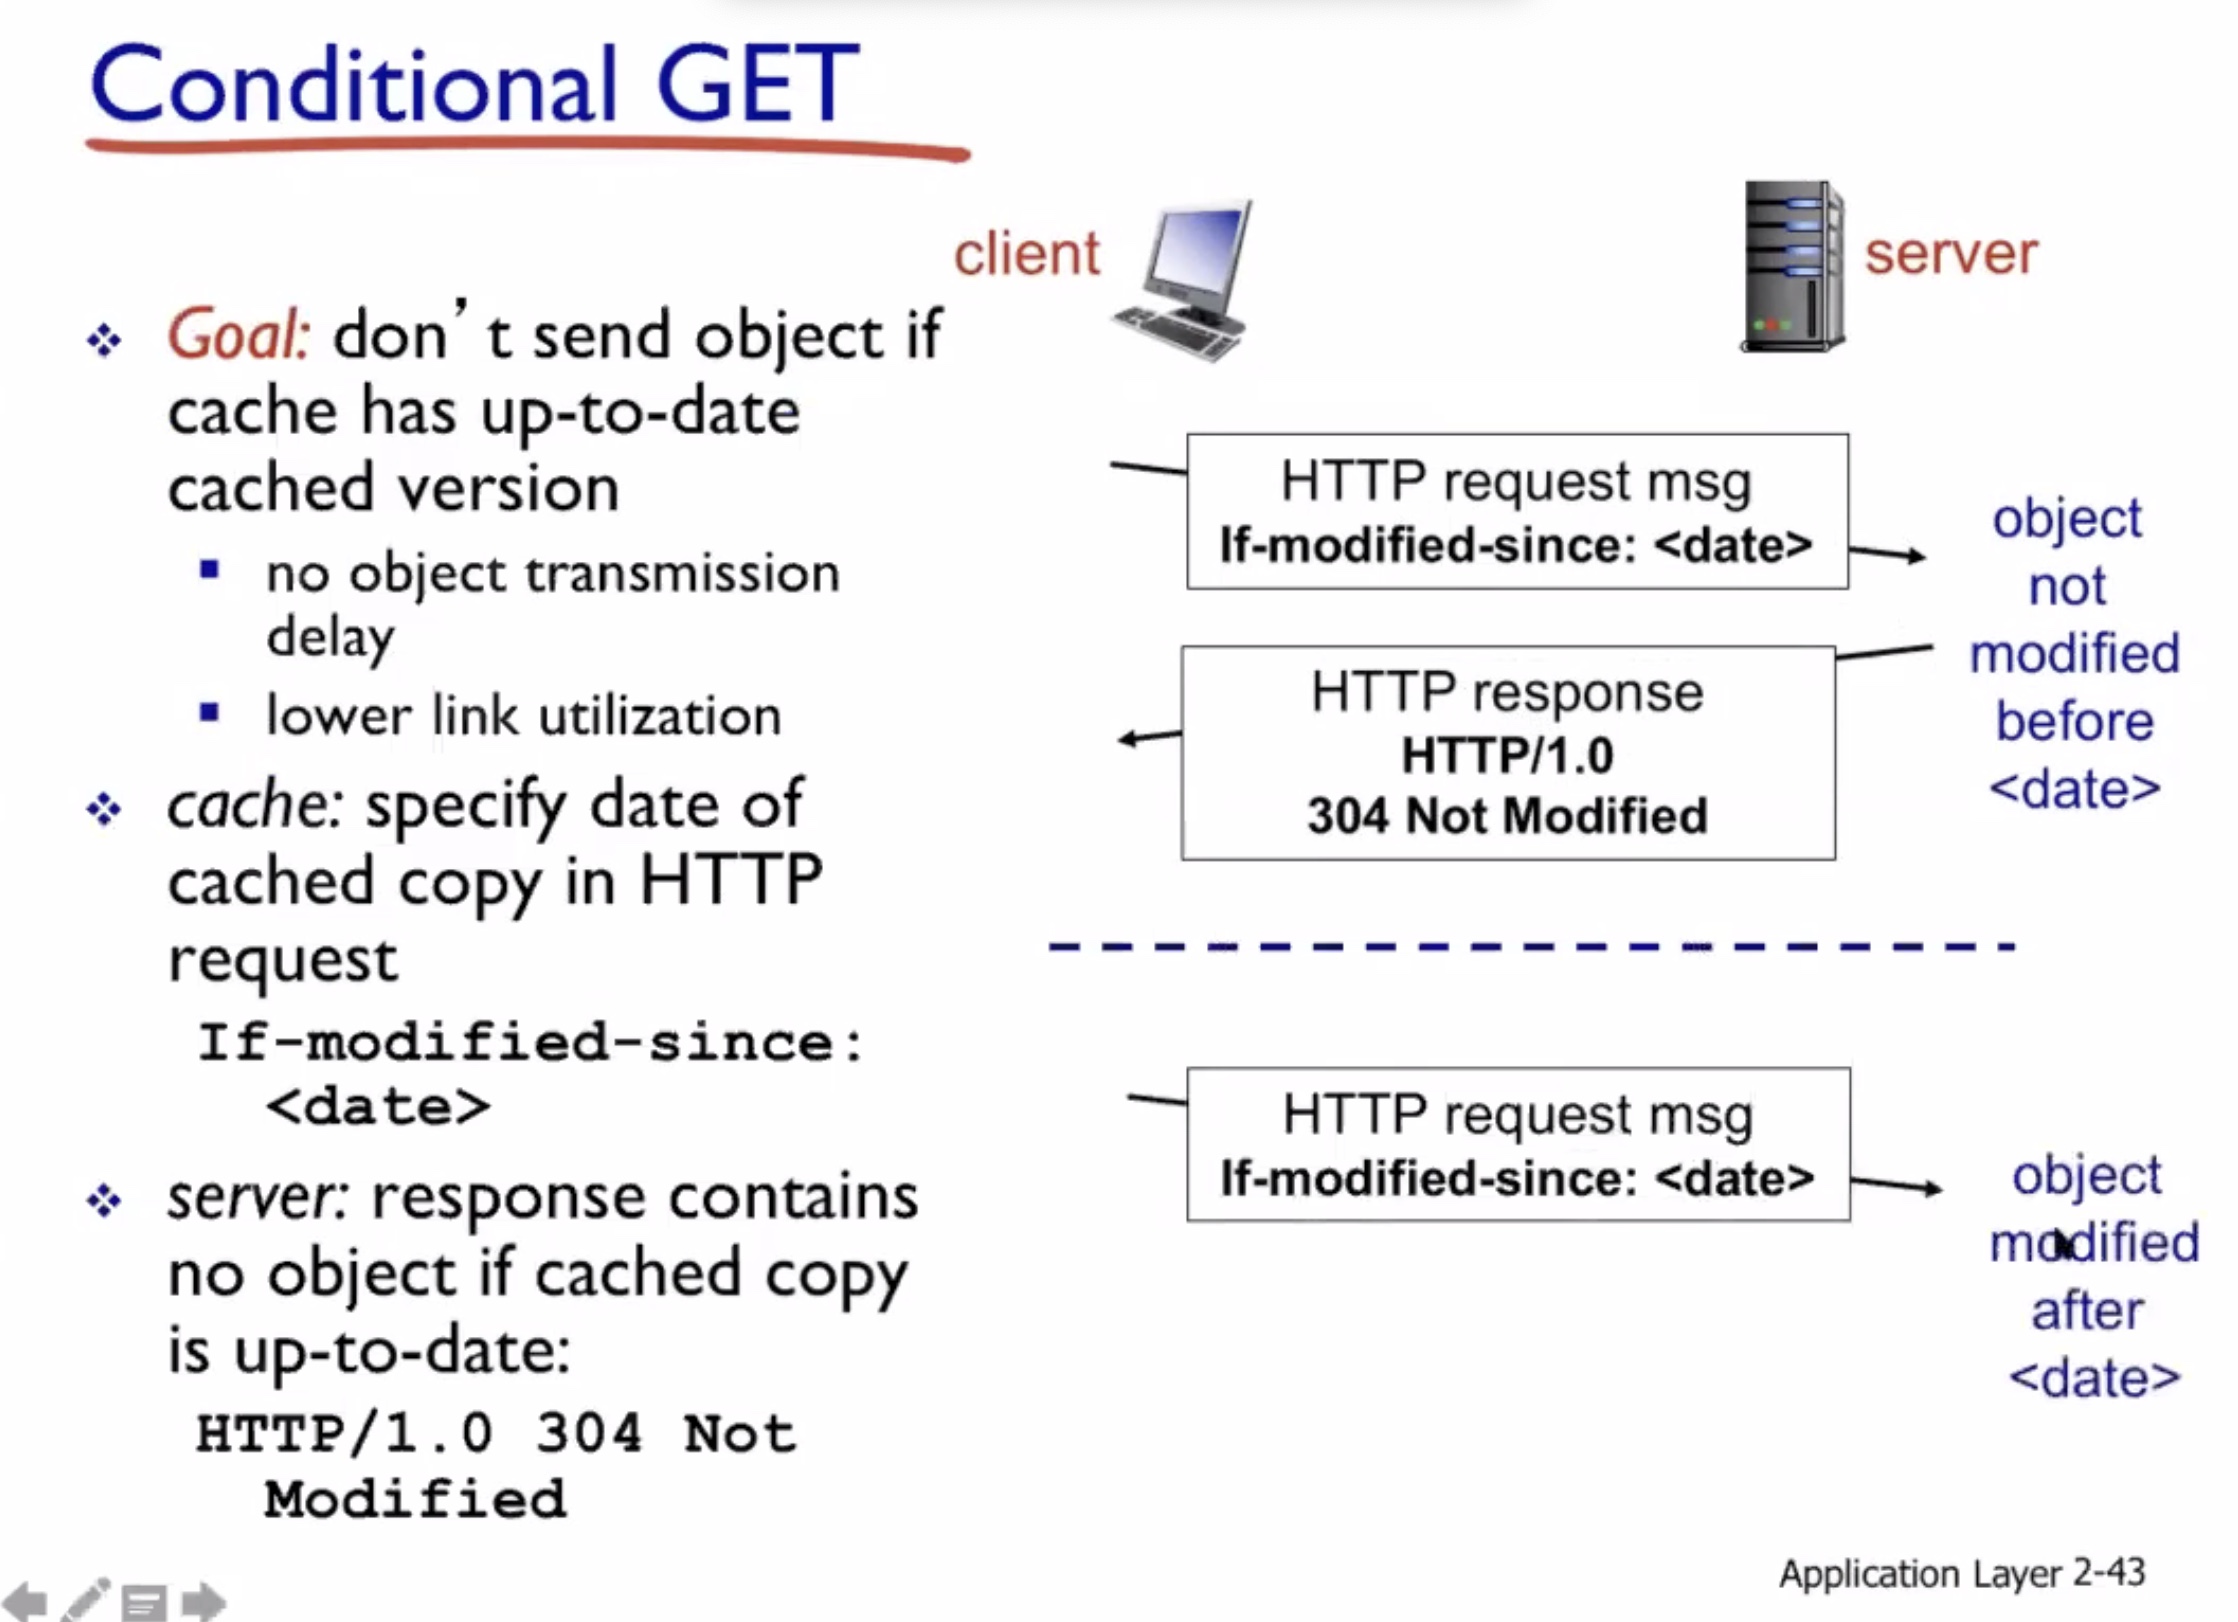 Conditional GET
client
server
Goal: don't send object if
cache has up-to-date
cached version
no object transmission
delay
lower link utilization
cache: specify date of
cached copy in HTTP
request
If-modified-since:
<date>
server: response contains
no object if cached copy
is up-to-date:
HTTP/1.0 304 Not
Modified
HTTP request msg
If-modified-since: <date>
object
not
modified
before
<date>
HTTP response
HTTP/1.0
304 Not Modified
HTTP request msg
If-modified-since: <date>
object
modified
after
<date>
Application Layer 2-43